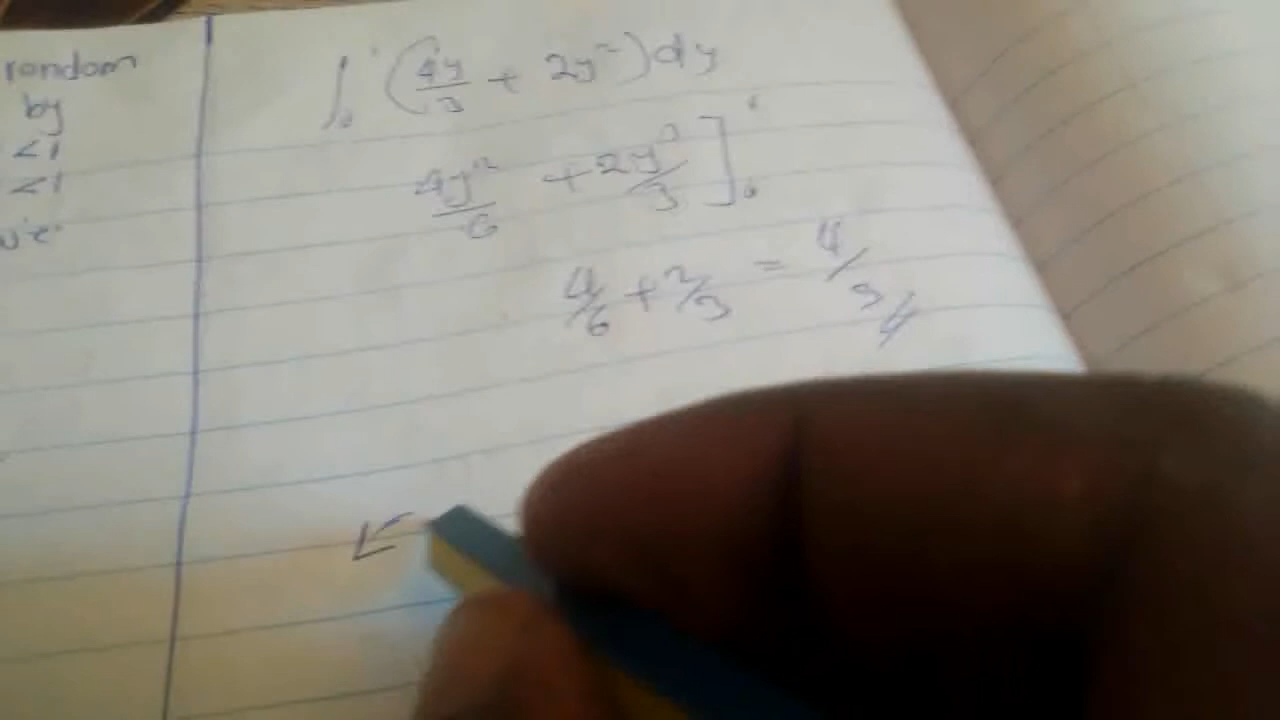 random
by
<1
<1
∫₀¹ (4y/3 + 2y²) dy
4y²/6 + 2y³/3 ]₀¹
4/6 + 2/3 = 4/3